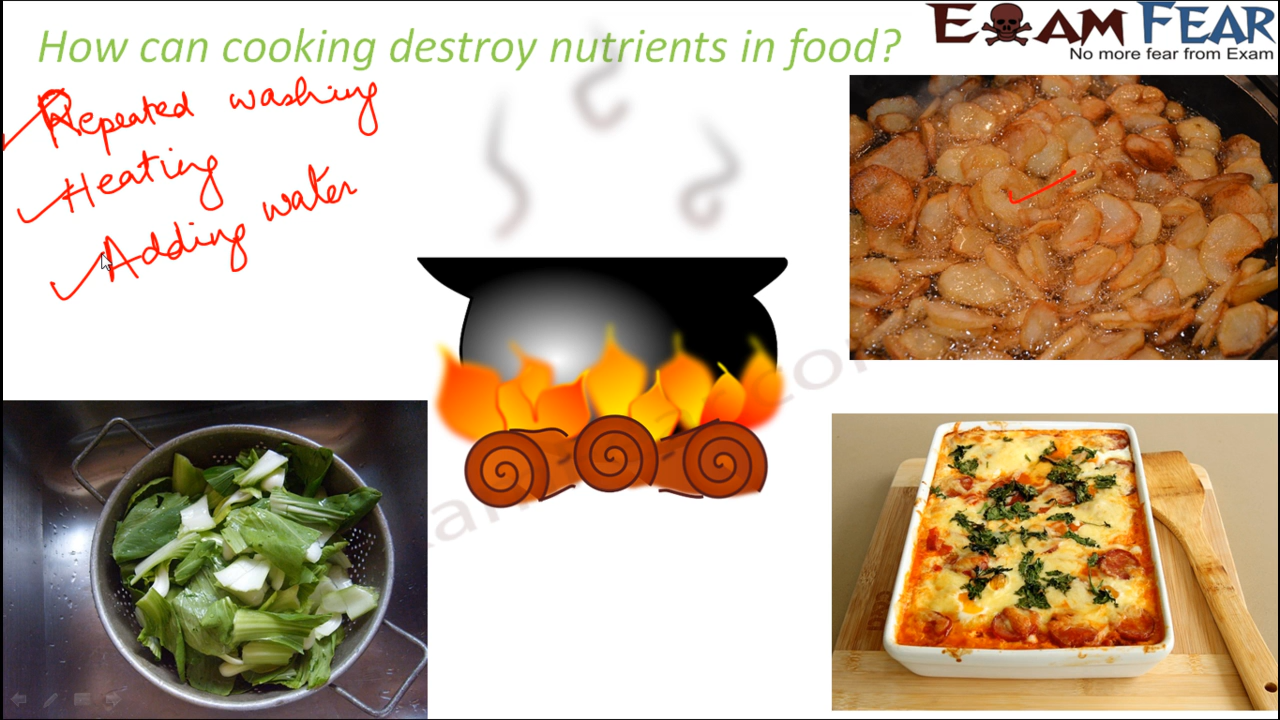 How can cooking destroy nutrients in food?
EXAM FEAR
No more fear from Exam
Repeated washing
Heating
Adding water